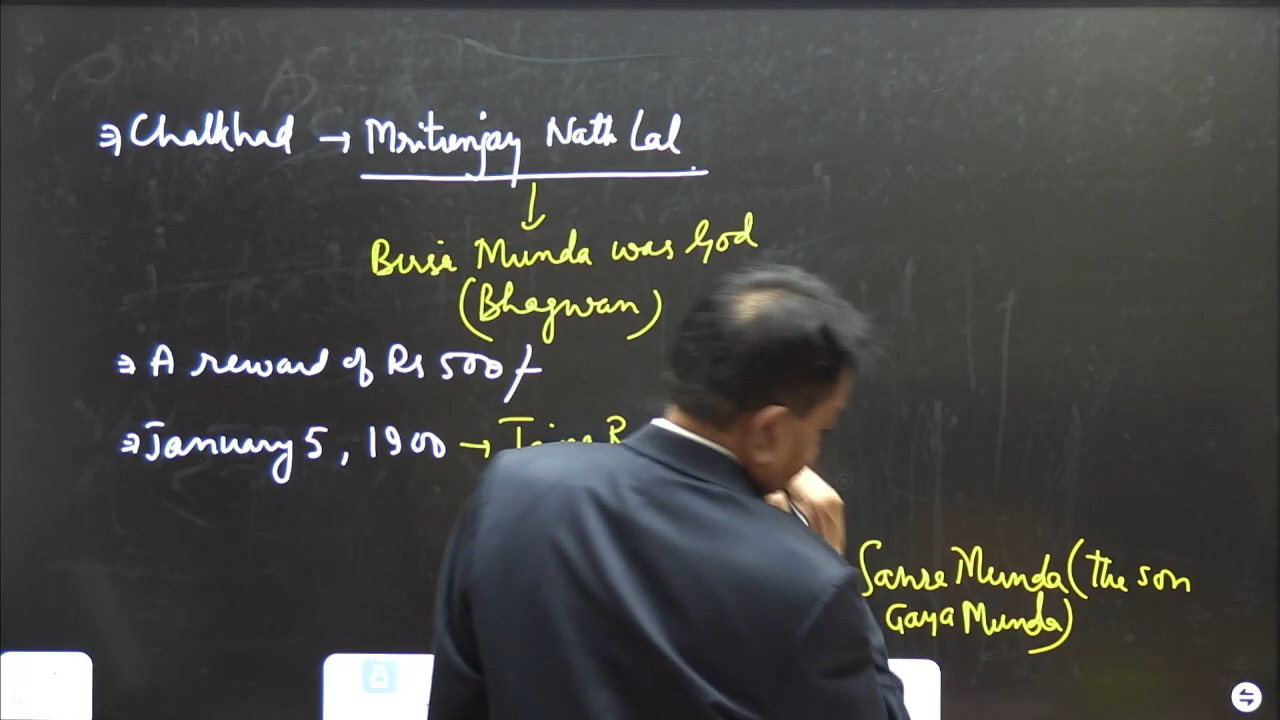 ⇒ Chalkhad → Mritunjay Nath Lal
↓
Birsa Munda was God
(Bhagwan)
⇒ A reward of Rs 500/-
⇒ January 5, 1900 →
Sanre Munda (the son
Gaya Munda)